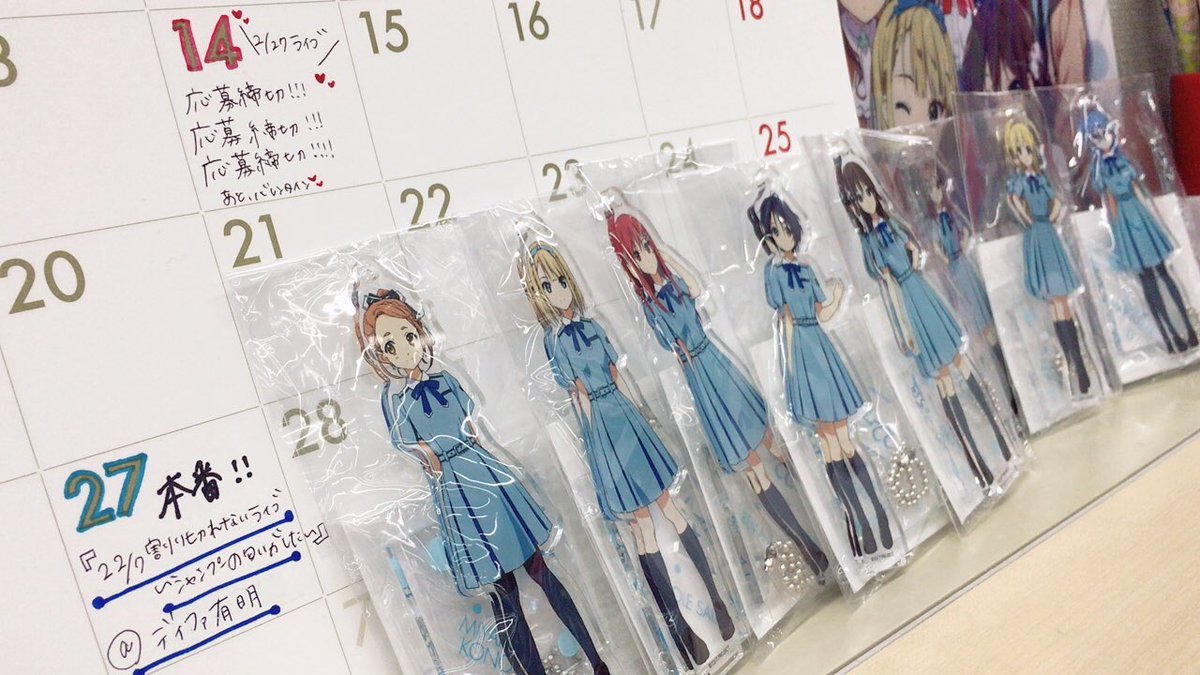 14 \2/27ライブ/
応募締切!!!
応募締切!!!
応募締切!!!!
あと、バレンタイン
15
16
17
18
20
21
22
23
24
25
27 本番!!
『22/7 割り切れないライブ
〜シャンプーの匂いがした〜』
@ディファ有明
28